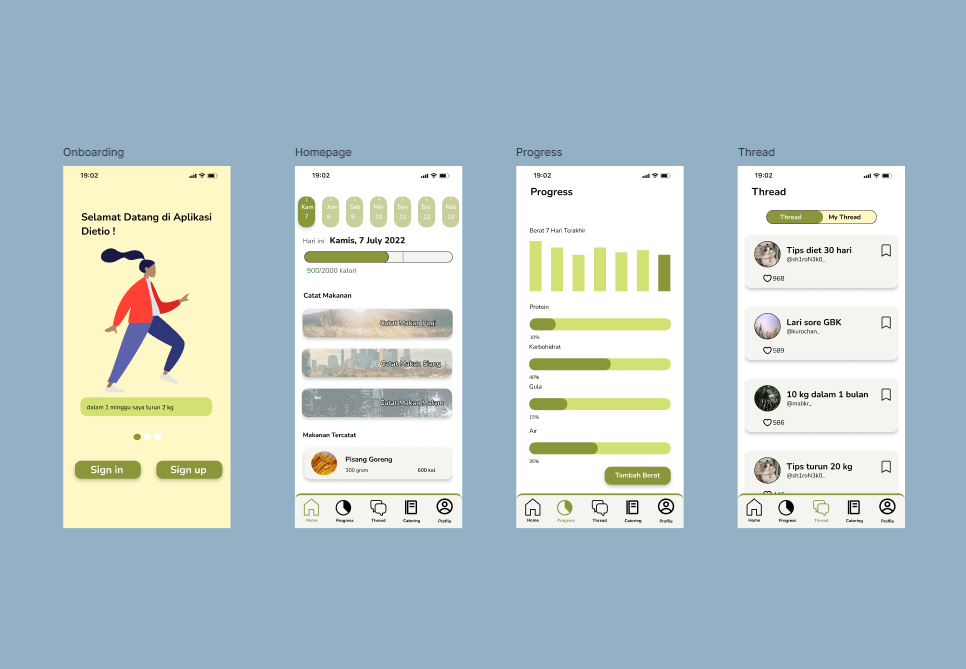 Onboarding
19:02
Selamat Datang di Aplikasi
Dietio !
dalam 1 minggu saya turun 2 kg
Sign in
Sign up
Homepage
19:02
Kam Jum Sab Min Sen Sel Rab
7 8 9 10 11 12 13
Hari ini Kamis, 7 July 2022
900/2000 kalori
Catat Makanan
Catat Makan Pagi
Catat Makan Siang
Catat Makan Malam
Makanan Tercatat
Pisang Goreng
300 gram 600 kal
Home Progress Thread Catering Profile
Progress
19:02
Progress
Berat 7 Hari Terakhir
Protein
10%
Karbohidrat
40%
Gula
15%
Air
35%
Tambah Berat
Home Progress Thread Catering Profile
Thread
19:02
Thread
Thread My Thread
Tips diet 30 hari
@sh1roN3k0_
968
Lari sore GBK
@kurochan_
589
10 kg dalam 1 bulan
@malikr_
586
Tips turun 20 kg
@sh1roN3k0_
Home Progress Thread Catering Profile